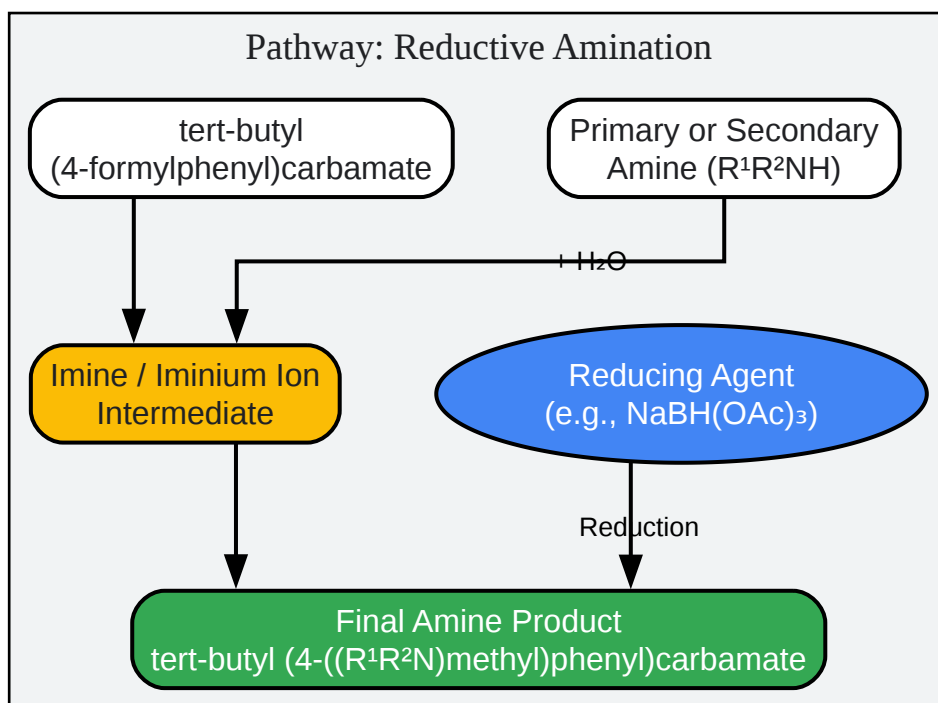 Pathway: Reductive Amination
tert-butyl
(4-formylphenyl)carbamate
Primary or Secondary
Amine (R¹R²NH)
+ H₂O
Imine / Iminium Ion
Intermediate
Reducing Agent
(e.g., NaBH(OAc)₃)
Reduction
Final Amine Product
tert-butyl (4-((R¹R²N)methyl)phenyl)carbamate